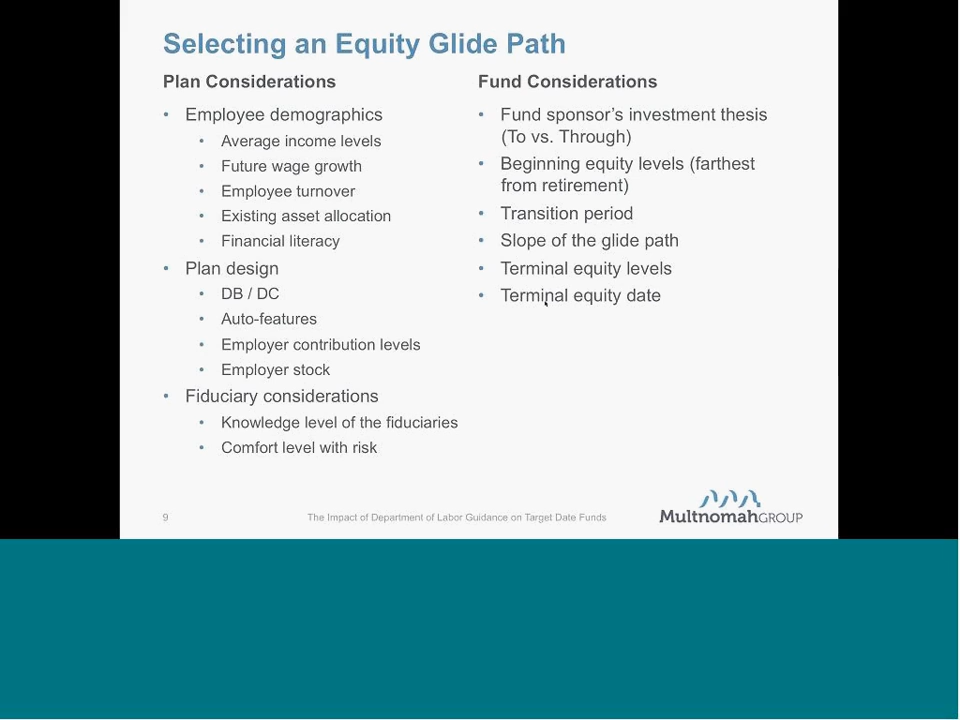 Selecting an Equity Glide Path
Plan Considerations
• Employee demographics
• Average income levels
• Future wage growth
• Employee turnover
• Existing asset allocation
• Financial literacy
• Plan design
• DB / DC
• Auto-features
• Employer contribution levels
• Employer stock
• Fiduciary considerations
• Knowledge level of the fiduciaries
• Comfort level with risk
Fund Considerations
• Fund sponsor’s investment thesis
(To vs. Through)
• Beginning equity levels (farthest
from retirement)
• Transition period
• Slope of the glide path
• Terminal equity levels
• Terminal equity date
9
The Impact of Department of Labor Guidance on Target Date Funds
MultnomahGROUP